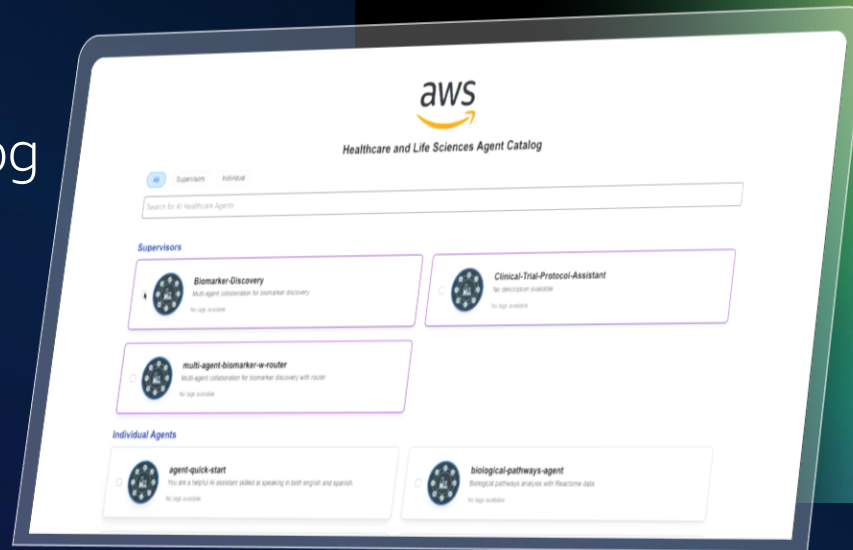 og
aws
Healthcare and Life Sciences Agent Catalog
All Supervisors Individual
Search for AI Healthcare Agents
Supervisors
Biomarker-Discovery
Multi-agent collaboration for biomarker discovery
No tags available
Clinical-Trial-Protocol-Assistant
No description available
No tags available
multi-agent-biomarker-w-router
Multi-agent collaboration for biomarker discovery with router
No tags available
Individual Agents
agent-quick-start
You are a helpful AI assistant skilled at speaking in both english and spanish
No tags available
biological-pathways-agent
Biological pathways analysis with Reactome data
No tags available